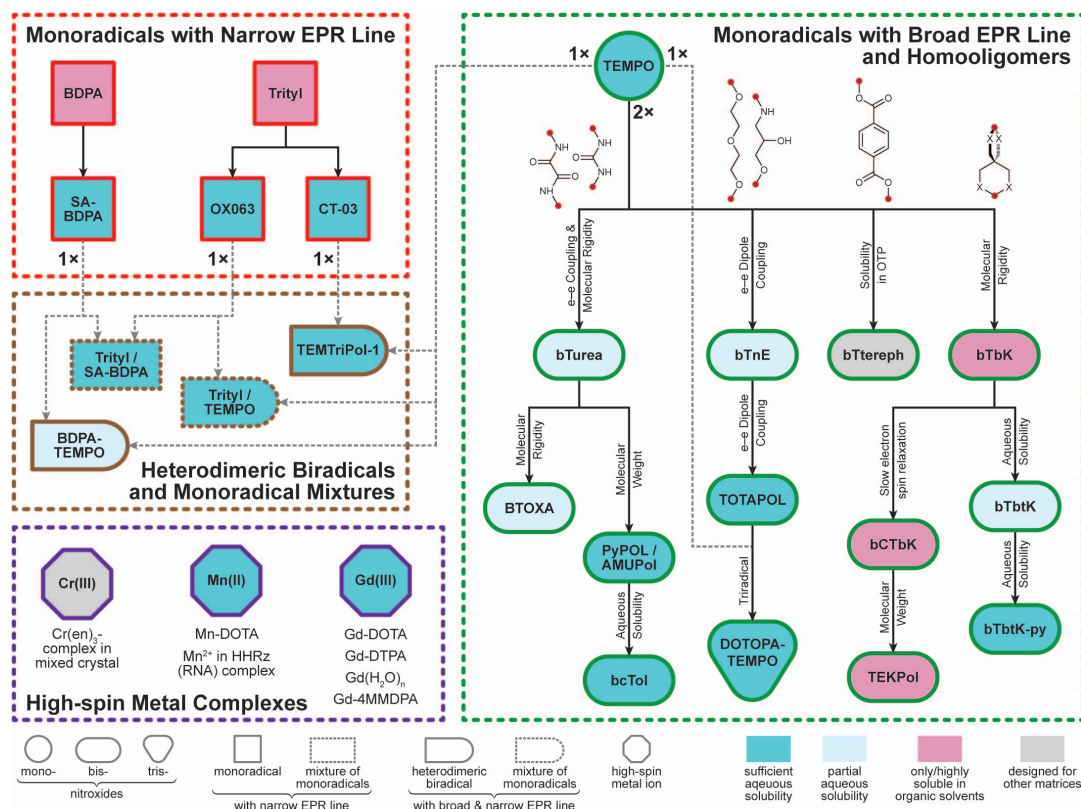 Monoradicals with Narrow EPR Line
BDPA
Trityl
SA-
BDPA
OX063
CT-03
1×
1×
1×
TEMTriPol-1
Trityl /
SA-BDPA
Trityl /
TEMPO
BDPA-
TEMPO
Heterodimeric Biradicals
and Monoradical Mixtures
Cr(III)
Mn(II)
Gd(III)
Cr(en)3-
complex in
mixed crystal
Mn-DOTA
Mn2+ in HHRz
(RNA) complex
Gd-DOTA
Gd-DTPA
Gd(H2O)n
Gd-4MMDPA
High-spin Metal Complexes
Monoradicals with Broad EPR Line
and Homooligomers
1×
TEMPO
1×
2×
O
HN
NH
O
HN
O
NH
O
O
O
O
HN
OH
O
O
O
O
O
X
X
X
X
e–e Coupling &
Molecular Rigidity
e–e Dipole
Coupling
Solubility
in OTP
Molecular
Rigidity
bTurea
bTnE
bTtereph
bTbK
Molecular
Rigidity
Molecular
Weight
e–e Dipole
Coupling
Slow electron
spin relaxation
Aqueous
Solubility
BTOXA
TOTAPOL
bTbtK
PyPOL /
AMUPol
bCTbK
Aqueous
Solubility
Triradical
Molecular
Weight
Aqueous
Solubility
bcTol
DOTOPA-
TEMPO
TEKPol
bTbtK-py
mono-
bis-
tris-
nitroxides
monoradical
mixture of
monoradicals
with narrow EPR line
heterodimeric
biradical
mixture of
monoradicals
with broad & narrow EPR line
high-spin
metal ion
sufficient
aqeuous
solubility
partial
aqueous
solubility
only/highly
soluble in
organic solvents
designed for
other matrices